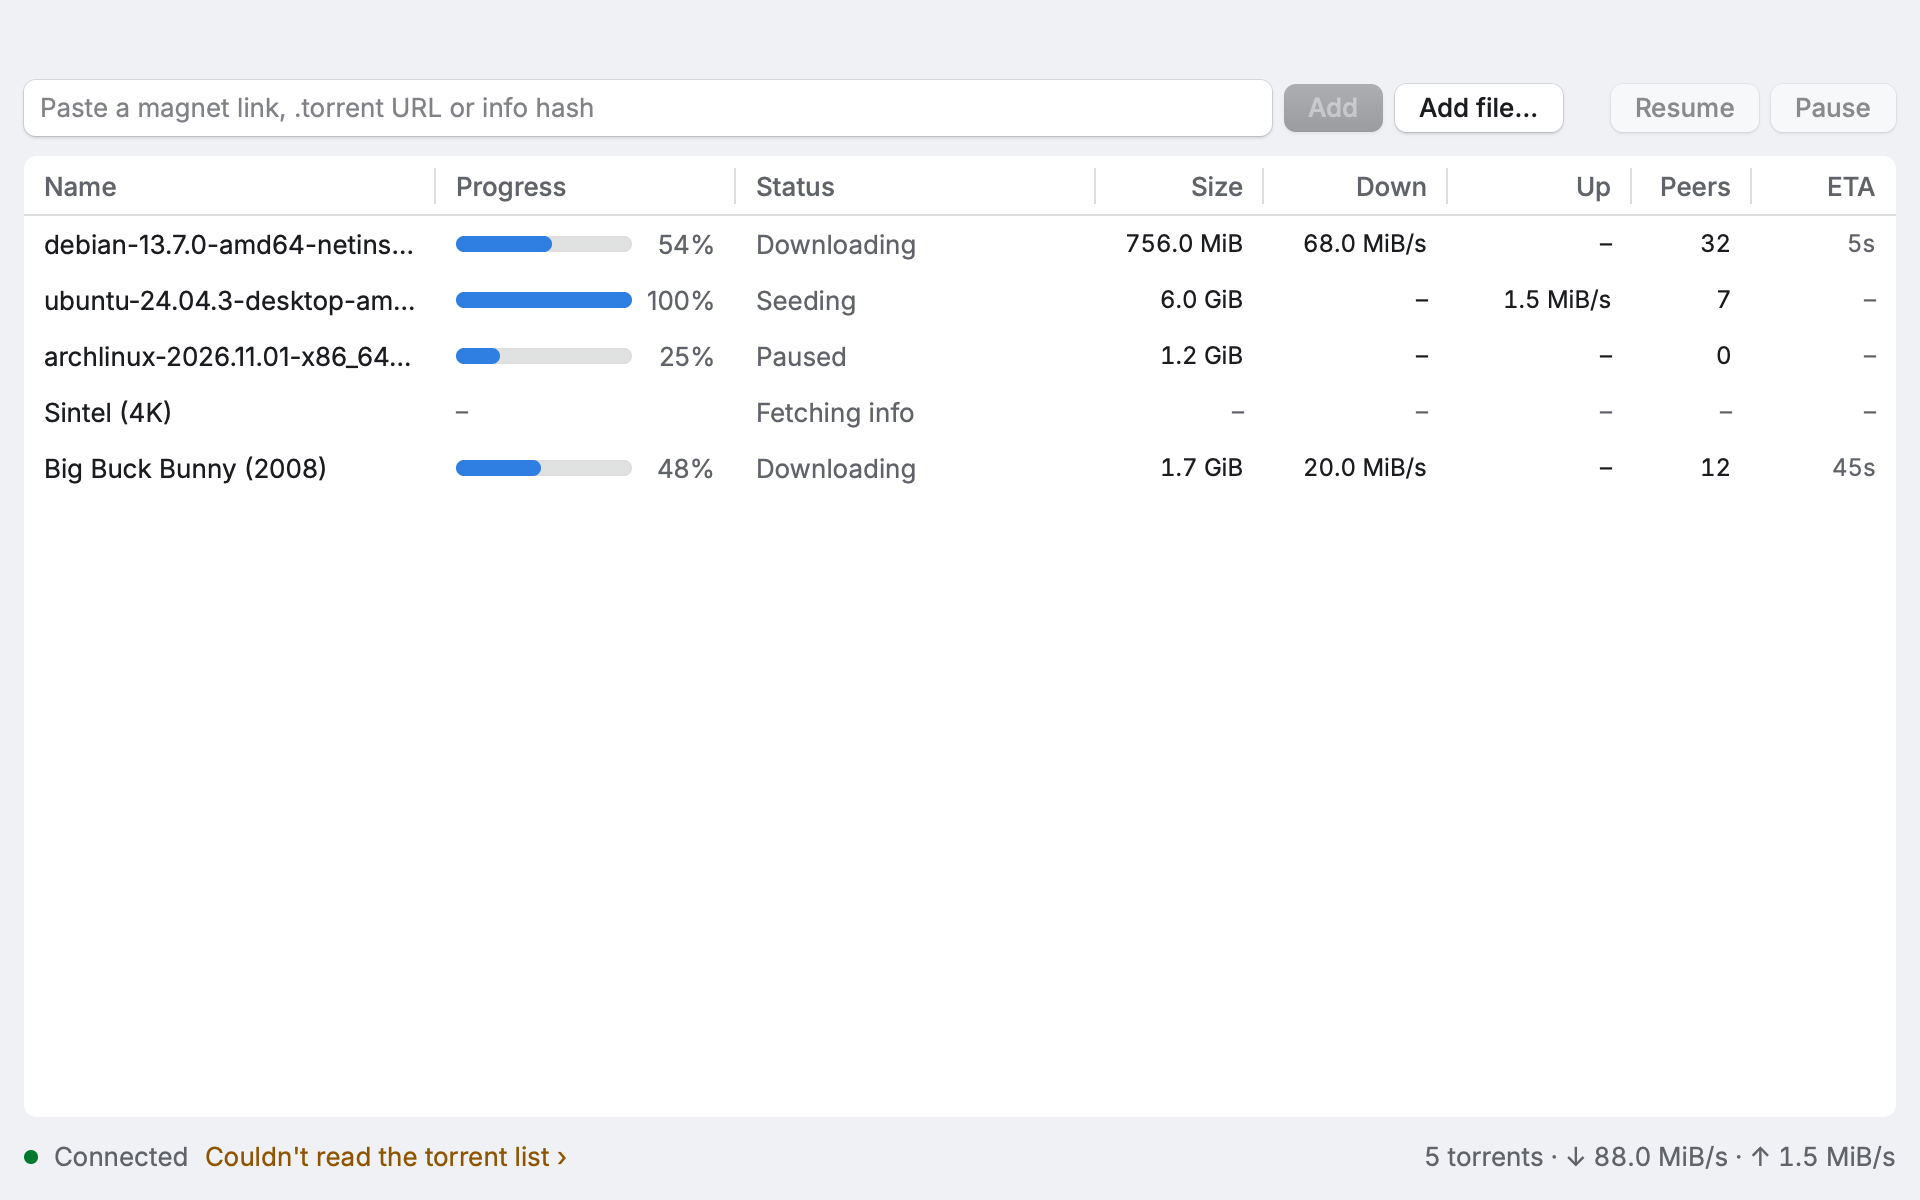 Paste a magnet link, .torrent URL or info hash Add Add file... Resume Pause
Name Progress Status Size Down Up Peers ETA
debian-13.7.0-amd64-netins... 54% Downloading 756.0 MiB 68.0 MiB/s – 32 5s
ubuntu-24.04.3-desktop-am... 100% Seeding 6.0 GiB – 1.5 MiB/s 7 –
archlinux-2026.11.01-x86_64... 25% Paused 1.2 GiB – – 0 –
Sintel (4K) – Fetching info – – – – –
Big Buck Bunny (2008) 48% Downloading 1.7 GiB 20.0 MiB/s – 12 45s
Connected Couldn't read the torrent list › 5 torrents · ↓ 88.0 MiB/s · ↑ 1.5 MiB/s